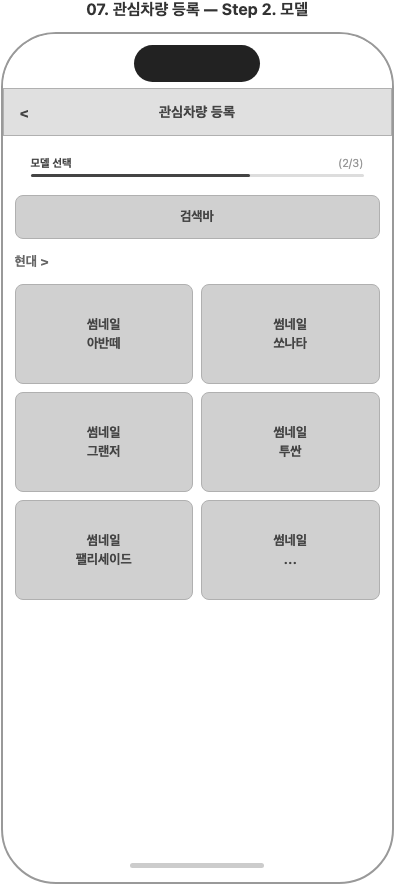 07. 관심차량 등록 — Step 2. 모델
< 관심차량 등록
모델 선택 (2/3)
검색바
현대 >
썸네일 썸네일
아반떼 쏘나타
썸네일 썸네일
그랜저 투싼
썸네일 썸네일
팰리세이드 ...